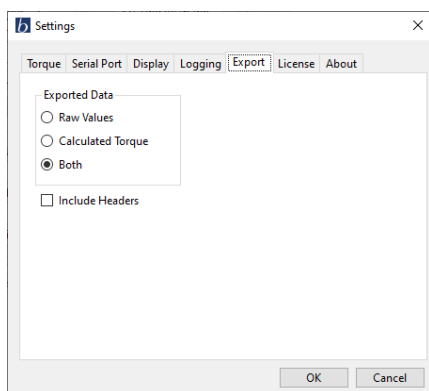 b Settings
Torque Serial Port Display Logging Export License About
Exported Data
Raw Values
Calculated Torque
Both
Include Headers
OK Cancel